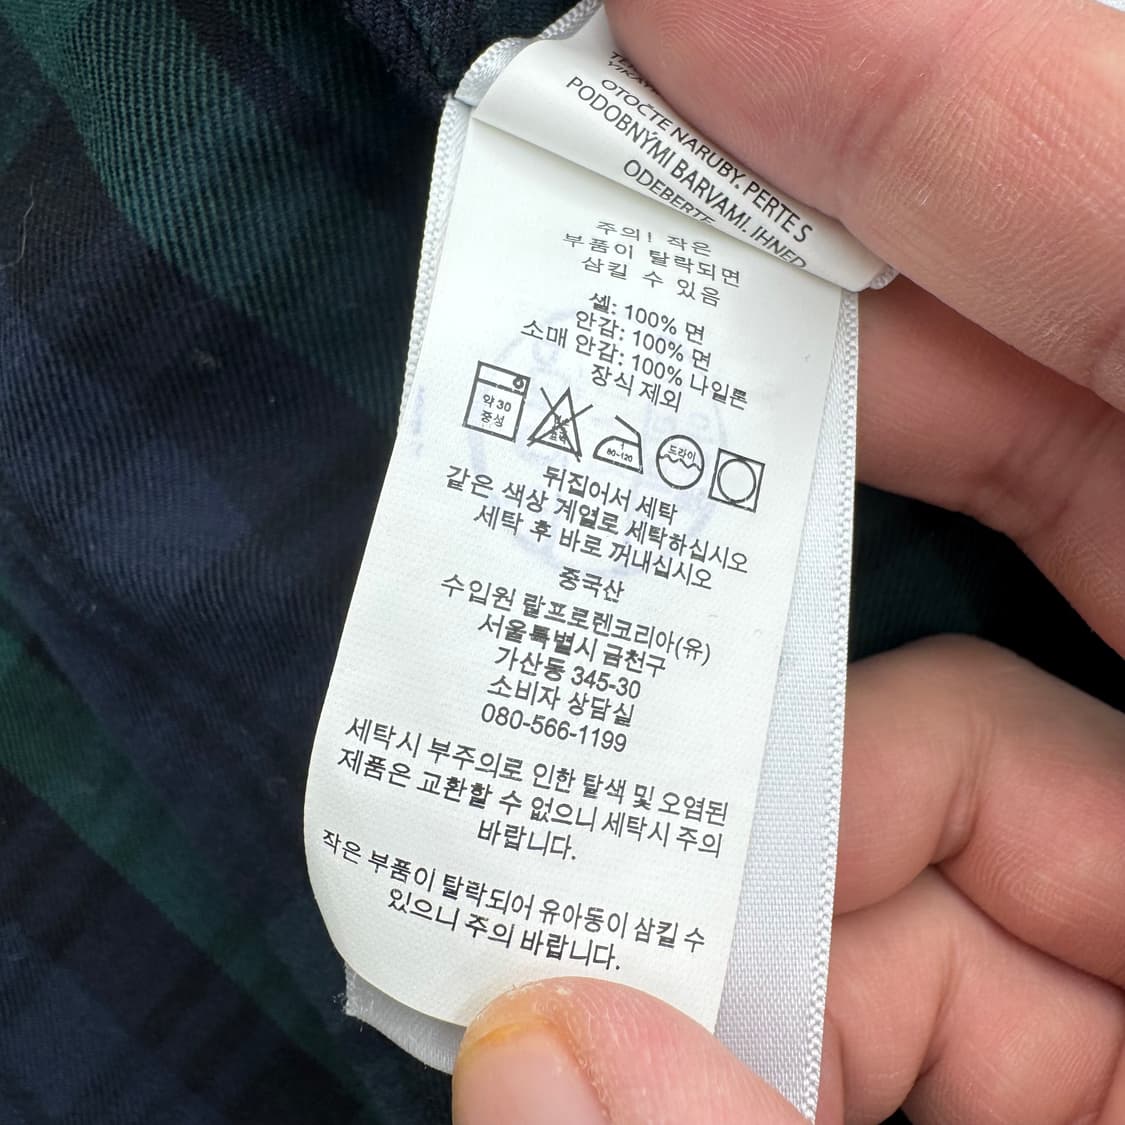 OTOČTE NARUBY. PERTE S
PODOBNÝMI BARVAMI. IHNED
ODEBERTE
주의! 작은
부품이 탈락되면
삼킬 수 있음
셸: 100% 면
안감: 100% 면
소매 안감: 100% 나일론
장식 제외
약 30
중성
1
80~120
드라이
뒤집어서 세탁
같은 색상 계열로 세탁하십시오
세탁 후 바로 꺼내십시오
중국산
수입원 랄프로렌코리아(유)
서울특별시 금천구
가산동 345-30
소비자 상담실
080-566-1199
세탁시 부주의로 인한 탈색 및 오염된
제품은 교환할 수 없으니 세탁시 주의
바랍니다.
작은 부품이 탈락되어 유아동이 삼킬 수
있으니 주의 바랍니다.